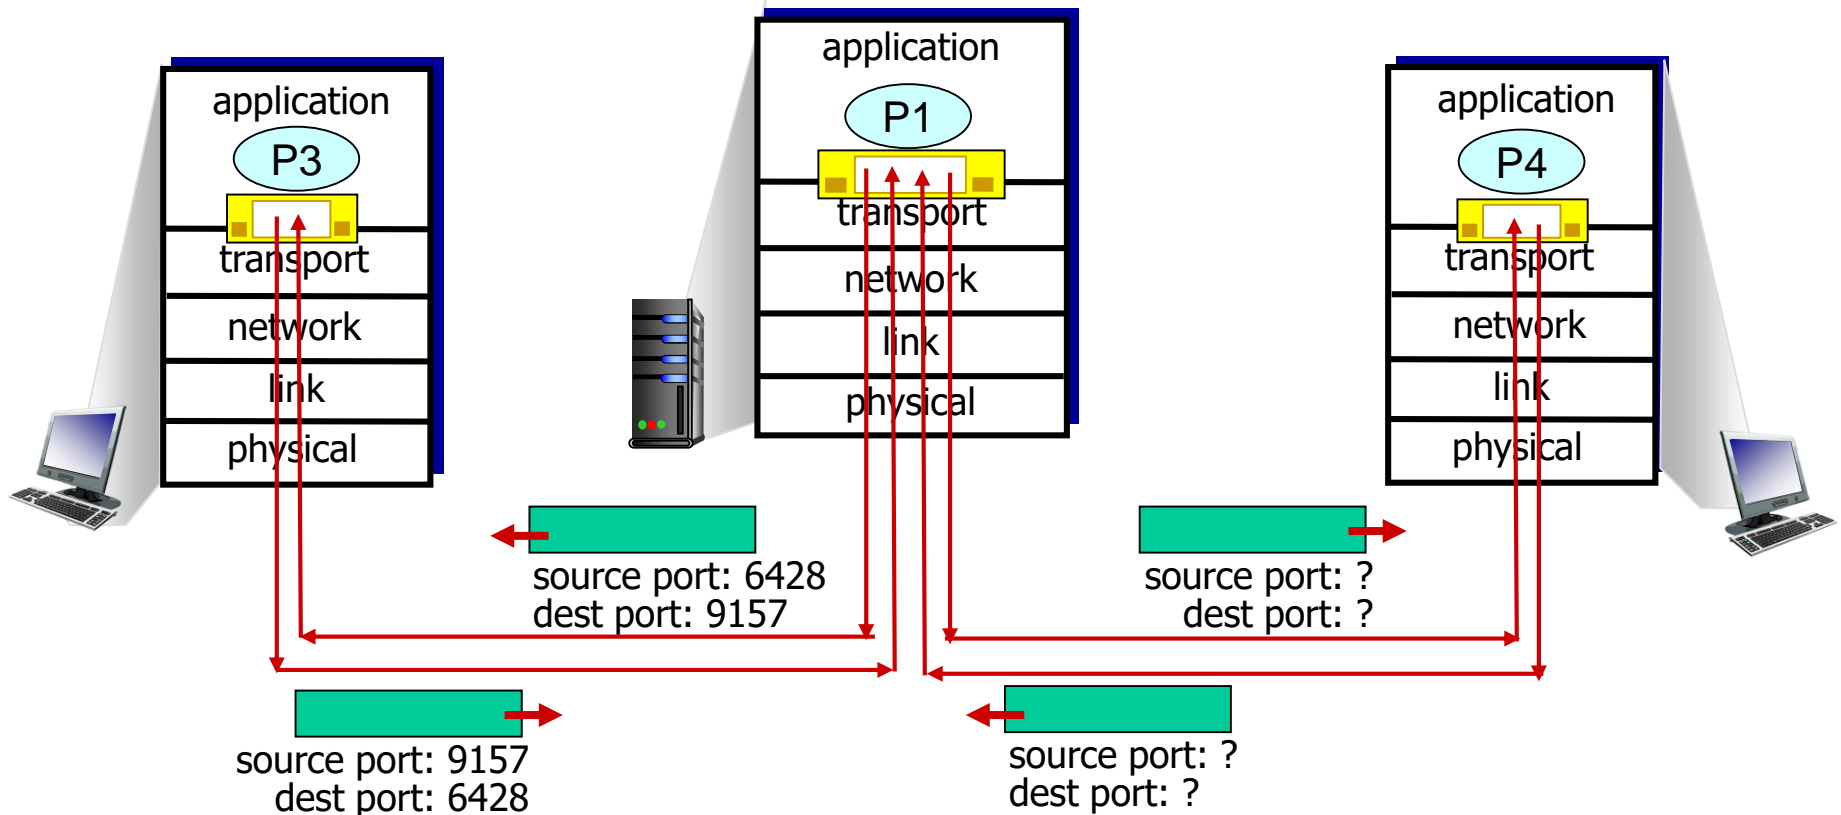 application
P3
transport
network
link
physical
application
P1
transport
network
link
physical
application
P4
transport
network
link
physical
source port: 6428
dest port: 9157
source port: ?
dest port: ?
source port: 9157
dest port: 6428
source port: ?
dest port: ?